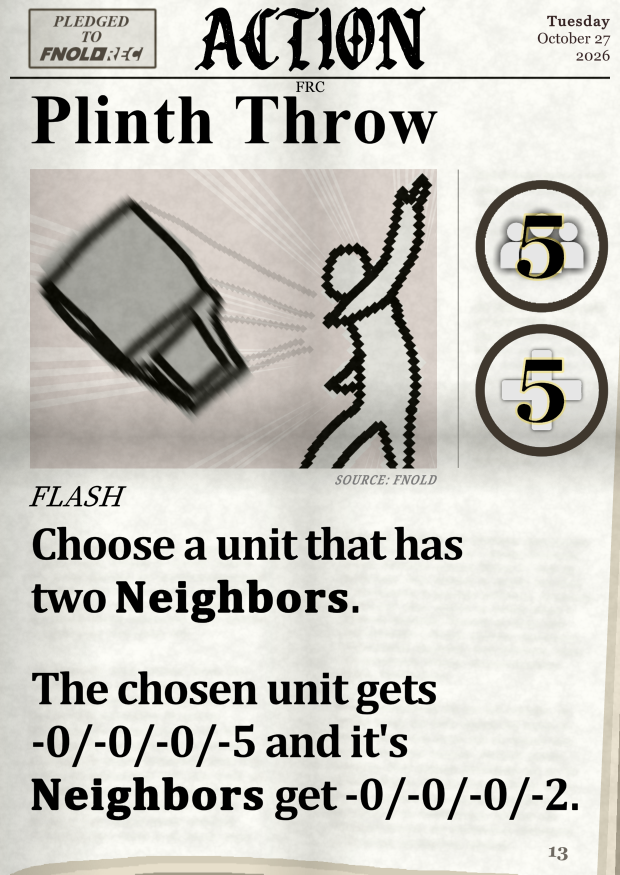 PLEDGED
TO
FNOLD REC
ACTION
Tuesday
October 27
2026
FRC
Plinth Throw
5
5
SOURCE: FNOLD
FLASH
Choose a unit that has
two Neighbors.
The chosen unit gets
-0/-0/-0/-5 and it's
Neighbors get -0/-0/-0/-2.
13